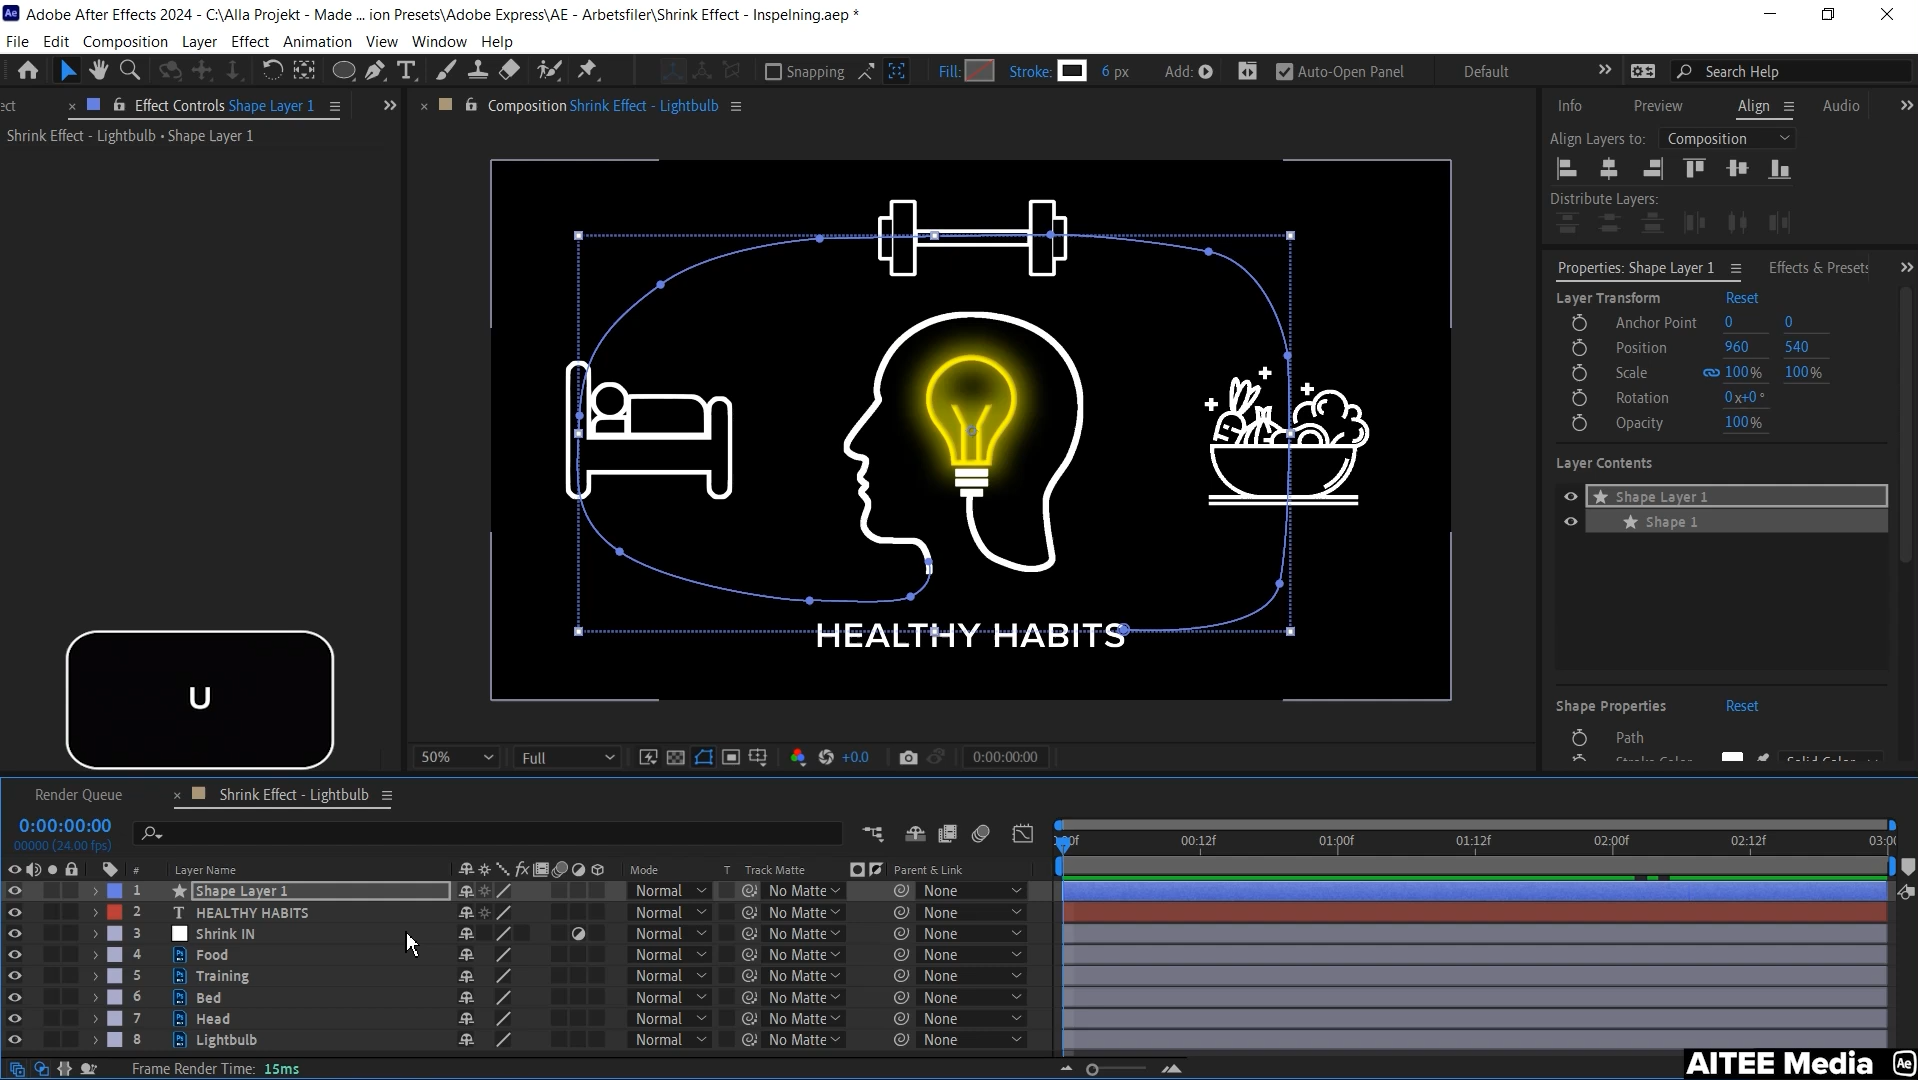 Ae Adobe After Effects 2024 - C:\Alla Projekt - Made ... ion Presets\Adobe Express\AE - Arbetsfiler\Shrink Effect - Inspelning.aep *
File Edit Composition Layer Effect Animation View Window Help
Snapping Fill: Stroke: 6 px Add: Auto-Open Panel Default Search Help
ect Effect Controls Shape Layer 1
Composition Shrink Effect - Lightbulb
Info Preview Align Audio
Shrink Effect - Lightbulb • Shape Layer 1
Align Layers to: Composition
Distribute Layers:
Properties: Shape Layer 1 Effects & Presets
Layer Transform Reset
Anchor Point 0 0
Position 960 540
Scale 100% 100%
Rotation 0x+0°
Opacity 100%
Layer Contents
Shape Layer 1
Shape 1
Shape Properties Reset
Path
HEALTHY HABITS
U
50% Full +0.0 0:00:00:00
Render Queue Shrink Effect - Lightbulb
0:00:00:00
00000 (24.00 fps)
00f 00:12f 01:00f 01:12f 02:00f 02:12f 03:00
# Layer Name Mode T Track Matte Parent & Link
1 Shape Layer 1 Normal No Matte None
2 T HEALTHY HABITS Normal No Matte None
3 Shrink IN Normal No Matte None
4 Food Normal No Matte None
5 Training Normal No Matte None
6 Bed Normal No Matte None
7 Head Normal No Matte None
8 Lightbulb Normal No Matte None
Frame Render Time: 15ms
AITEE Media Ae